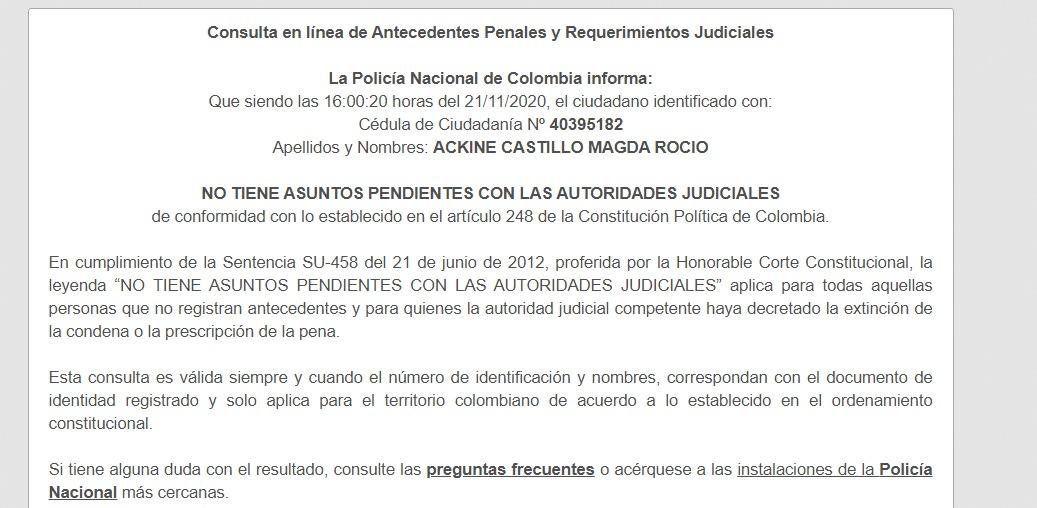 Consulta en línea de Antecedentes Penales y Requerimientos Judiciales
La Policía Nacional de Colombia informa:
Que siendo las 16:00:20 horas del 21/11/2020, el ciudadano identificado con:
Cédula de Ciudadanía Nº 40395182
Apellidos y Nombres: ACKINE CASTILLO MAGDA ROCIO
NO TIENE ASUNTOS PENDIENTES CON LAS AUTORIDADES JUDICIALES
de conformidad con lo establecido en el artículo 248 de la Constitución Política de Colombia.
En cumplimiento de la Sentencia SU-458 del 21 de junio de 2012, proferida por la Honorable Corte Constitucional, la
leyenda “NO TIENE ASUNTOS PENDIENTES CON LAS AUTORIDADES JUDICIALES” aplica para todas aquellas
personas que no registran antecedentes y para quienes la autoridad judicial competente haya decretado la extinción de
la condena o la prescripción de la pena.
Esta consulta es válida siempre y cuando el número de identificación y nombres, correspondan con el documento de
identidad registrado y solo aplica para el territorio colombiano de acuerdo a lo establecido en el ordenamiento
constitucional.
Si tiene alguna duda con el resultado, consulte las preguntas frecuentes o acérquese a las instalaciones de la Policía
Nacional más cercanas.